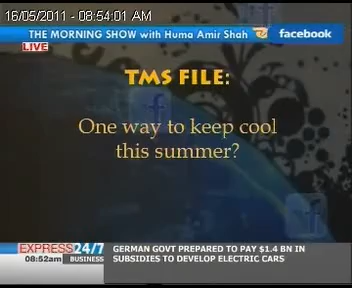 16/05/2011 - 08:54:01 AM
THE MORNING SHOW with Huma Amir Shah facebook
LIVE
TMS FILE:
One way to keep cool
this summer?
EXPRESS 24/7
08:52am BUSINESS
GERMAN GOVT PREPARED TO PAY $1.4 BN IN
SUBSIDIES TO DEVELOP ELECTRIC CARS